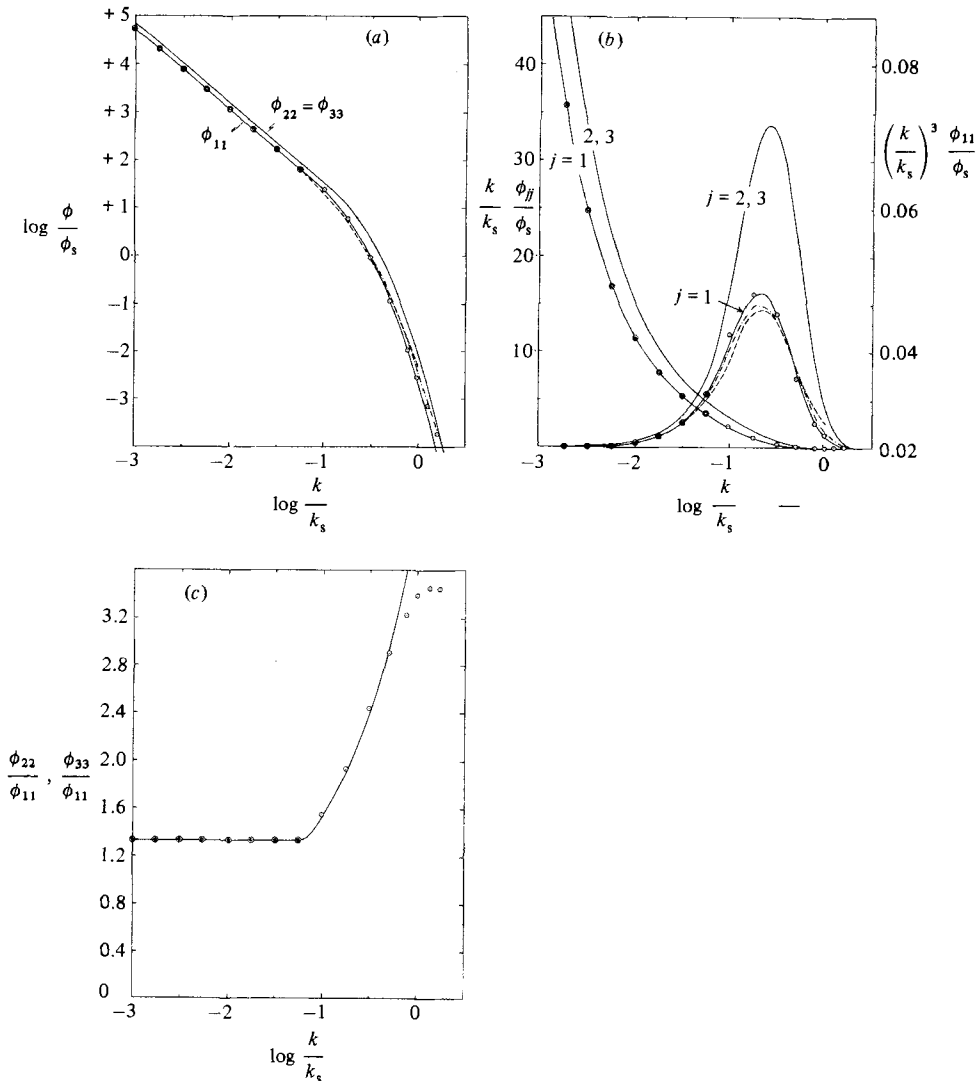 (a)
+ 5
+4
+3
+ 2
+ 1
0
−1
−2
−3
log φ/φs
φ22 = φ33
φ11
−3
−2
−1
0
log k/ks
(b)
40
30
20
10
k/ks φjj/φs
2, 3
j = 1
j = 2, 3
j = 1
0.08
0.06
0.04
0.02
(k/ks)³ φ11/φs
−3
−2
−1
0
log k/ks —
(c)
3.2
2.8
2.4
2.0
1.6
1.2
0.8
0.4
0
φ22/φ11 , φ33/φ11
−3
−2
−1
0
log k/ks